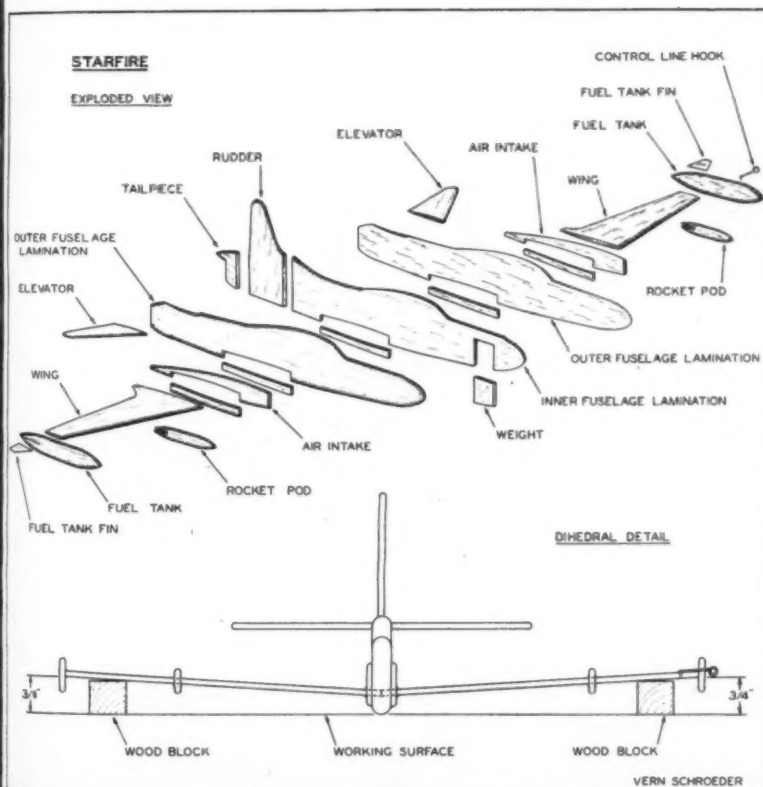 STARFIRE
EXPLODED VIEW
CONTROL LINE HOOK
FUEL TANK FIN
FUEL TANK
ELEVATOR
AIR INTAKE
WING
RUDDER
TAILPIECE
OUTER FUSELAGE
LAMINATION
ELEVATOR
WING
ROCKET POD
OUTER FUSELAGE LAMINATION
INNER FUSELAGE LAMINATION
WEIGHT
AIR INTAKE
ROCKET POD
FUEL TANK
FUEL TANK FIN
DIHEDRAL DETAIL
3/4"
3/4"
WOOD BLOCK
WORKING SURFACE
WOOD BLOCK
VERN SCHROEDER